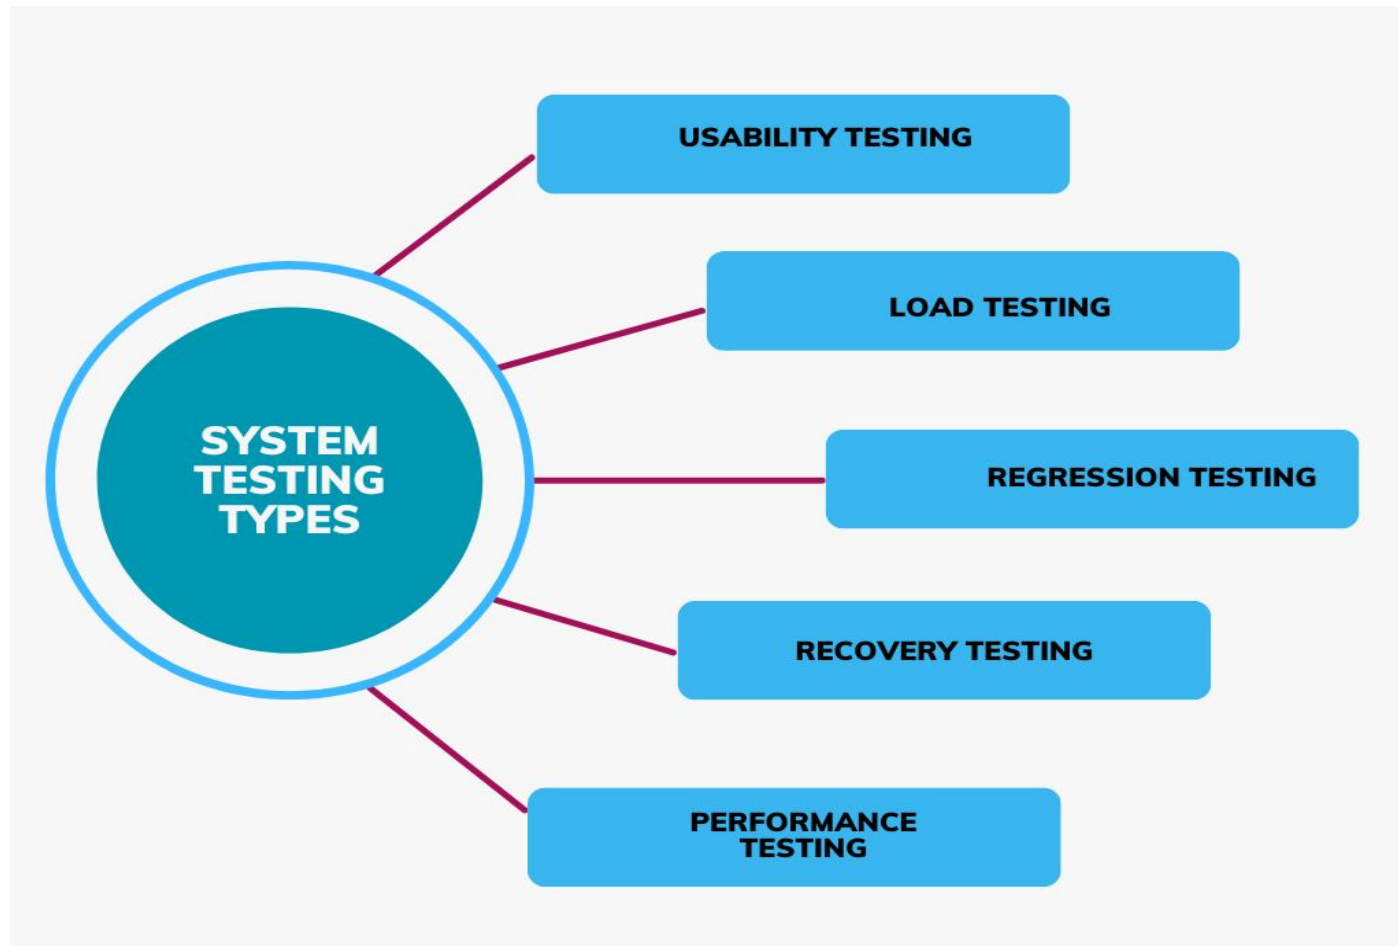 SYSTEM
TESTING
TYPES
USABILITY TESTING
LOAD TESTING
REGRESSION TESTING
RECOVERY TESTING
PERFORMANCE
TESTING